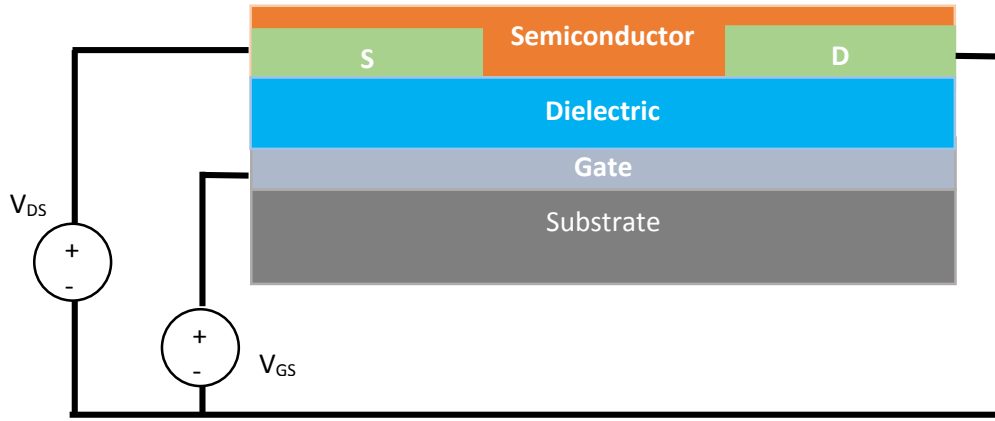 Semiconductor
S
D
Dielectric
Gate
Substrate
VDS
+
-
+
-
VGS